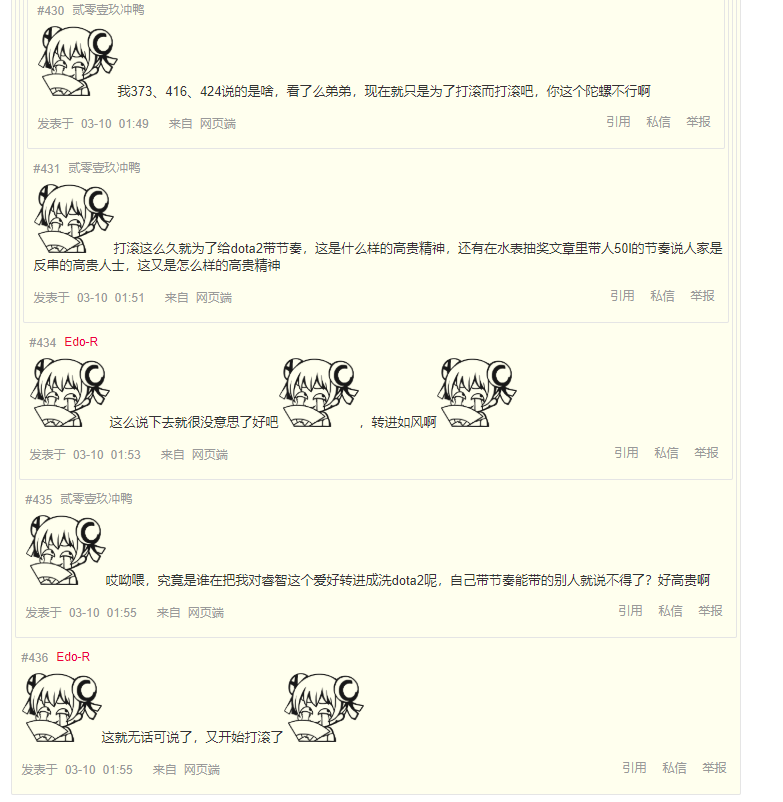 #430 贰零壹玖冲鸭
我373、416、424说的是啥，看了么弟弟，现在就只是为了打滚而打滚吧，你这个陀螺不行啊
发表于 03-10 01:49 来自 网页端 引用 私信 举报
#431 贰零壹玖冲鸭
打滚这么久就为了给dota2带节奏，这是什么样的高贵精神，还有在水表抽奖文章里带人50l的节奏说人家是
反串的高贵人士，这又是怎么样的高贵精神
发表于 03-10 01:51 来自 网页端 引用 私信 举报
#434 Edo-R
这么说下去就很没意思了好吧 ，转进如风啊
发表于 03-10 01:53 来自 网页端 引用 私信 举报
#435 贰零壹玖冲鸭
哎呦喂，究竟是谁在把我对睿智这个爱好转进成洗dota2呢，自己带节奏能带的别人就说不得了？好高贵啊
发表于 03-10 01:55 来自 网页端 引用 私信 举报
#436 Edo-R
这就无话可说了，又开始打滚了
发表于 03-10 01:55 来自 网页端 引用 私信 举报